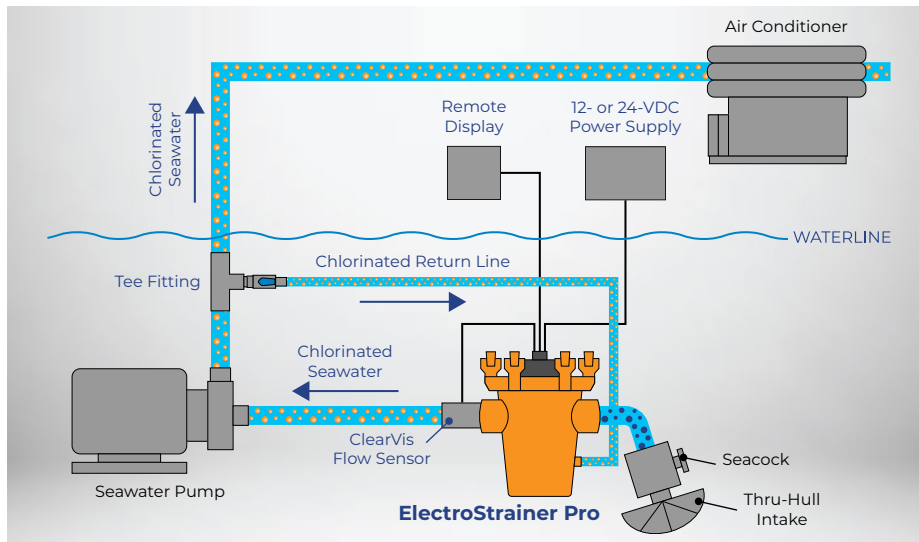 Air Conditioner
Remote
Display
12- or 24-VDC
Power Supply
Chlorinated
Seawater
WATERLINE
Chlorinated Return Line
Tee Fitting
Chlorinated
Seawater
ClearVis
Flow Sensor
Seacock
Seawater Pump
Thru-Hull
Intake
ElectroStrainer Pro